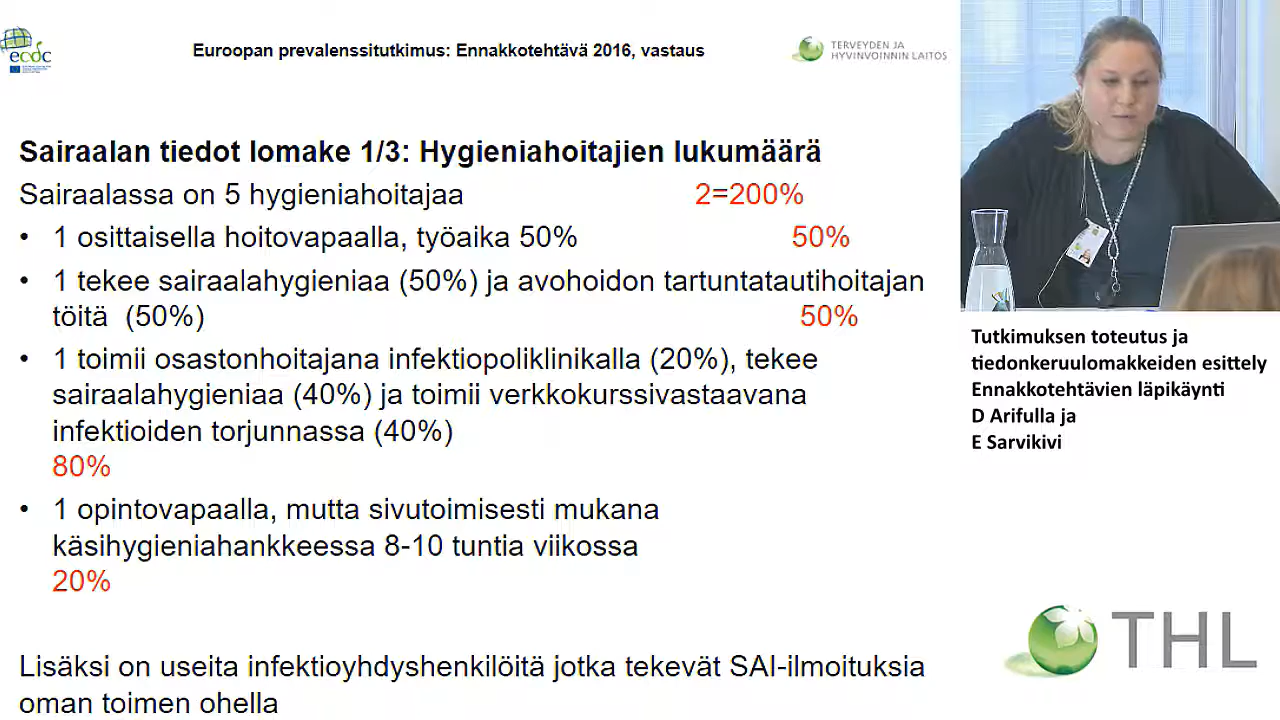 ecdc
Euroopan prevalenssitutkimus: Ennakkotehtävä 2016, vastaus
TERVEYDEN JA
HYVINVOINNIN LAITOS
Sairaalan tiedot lomake 1/3: Hygieniahoitajien lukumäärä
Sairaalassa on 5 hygieniahoitajaa 2=200%
• 1 osittaisella hoitovapaalla, työaika 50% 50%
• 1 tekee sairaalahygieniaa (50%) ja avohoidon tartuntatautihoitajan
töitä (50%) 50%
• 1 toimii osastonhoitajana infektiopoliklinikalla (20%), tekee
sairaalahygieniaa (40%) ja toimii verkkokurssivastaavana
infektioiden torjunnassa (40%)
80%
• 1 opintovapaalla, mutta sivutoimisesti mukana
käsihygieniahankkeessa 8-10 tuntia viikossa
20%
Lisäksi on useita infektioyhdyshenkilöitä jotka tekevät SAI-ilmoituksia
oman toimen ohella
Tutkimuksen toteutus ja
tiedonkeruulomakkeiden esittely
Ennakkotehtävien läpikäynti
D Arifulla ja
E Sarvikivi
THL